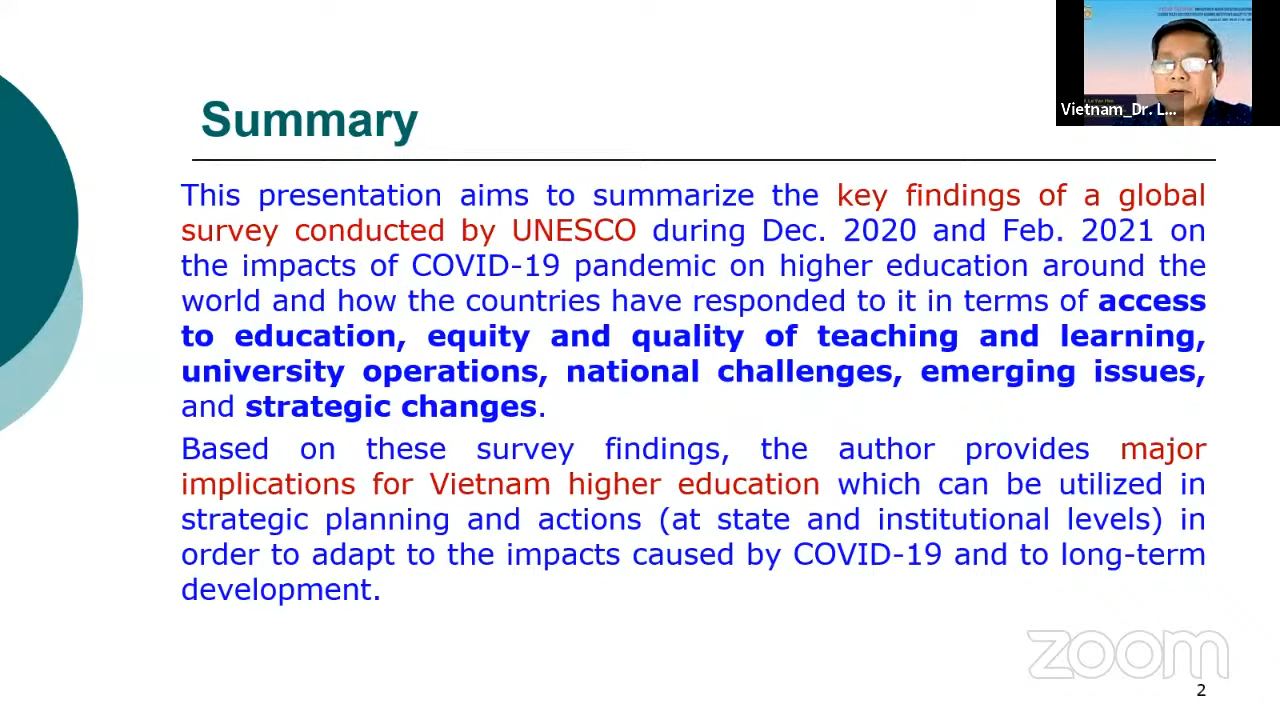 Summary
This presentation aims to summarize the key findings of a global
survey conducted by UNESCO during Dec. 2020 and Feb. 2021 on
the impacts of COVID-19 pandemic on higher education around the
world and how the countries have responded to it in terms of access
to education, equity and quality of teaching and learning,
university operations, national challenges, emerging issues,
and strategic changes.
Based on these survey findings, the author provides major
implications for Vietnam higher education which can be utilized in
strategic planning and actions (at state and institutional levels) in
order to adapt to the impacts caused by COVID-19 and to long-term
development.
Vietnam_Dr. L...
zoom
2